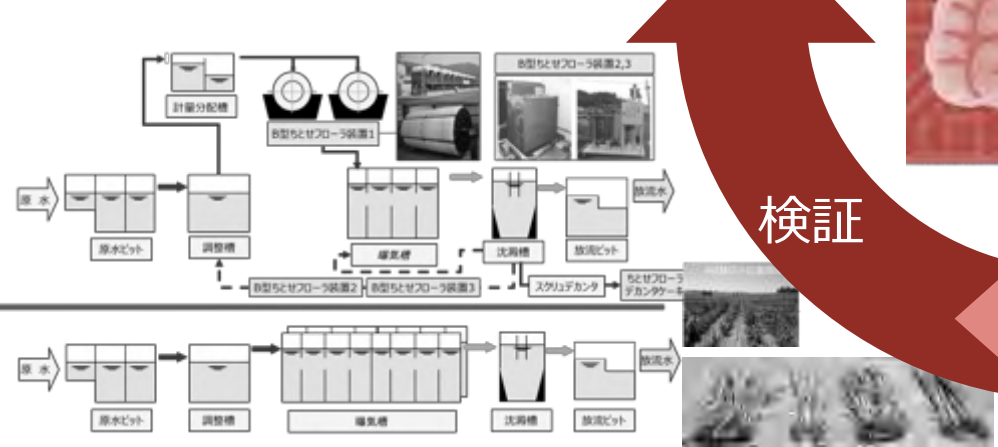 B型ちとせフローラ装置2,3
計量分配槽
B型ちとせフローラ装置1
原 水
放流水
検証
原水ピット
調整槽
曝気槽
沈澱槽
放流ピット
B型ちとせフローラ装置2
B型ちとせフローラ装置3
スクリュデカンタ
ちとせフローラ
デカンタケーキ
原 水
放流水
原水ピット
調整槽
曝気槽
沈澱槽
放流ピット